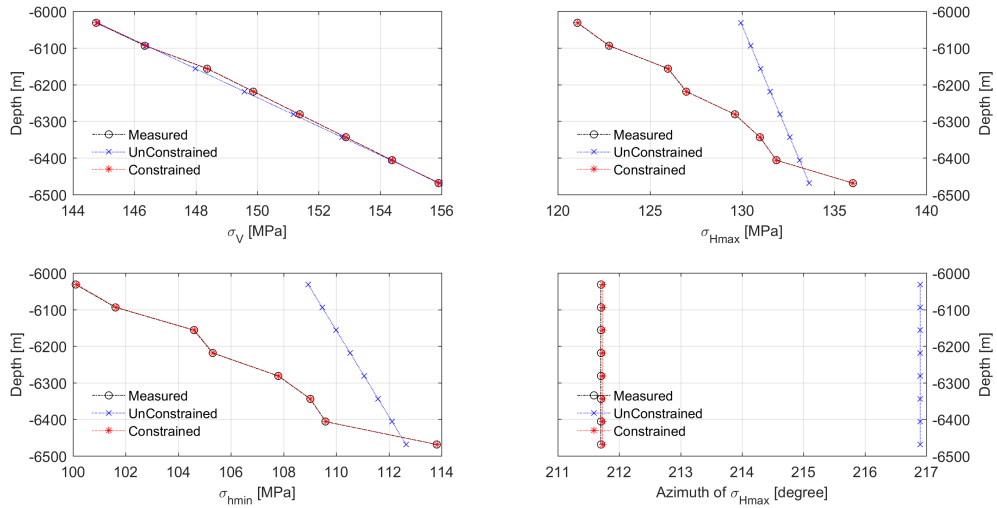 -6000
-6100
-6200
-6300
-6400
-6500
Depth [m]
Measured
UnConstrained
Constrained
144 146 148 150 152 154 156
σV [MPa]
-6000
-6100
-6200
-6300
-6400
-6500
Depth [m]
Measured
UnConstrained
Constrained
120 125 130 135 140
σHmax [MPa]
-6000
-6100
-6200
-6300
-6400
-6500
Depth [m]
Measured
UnConstrained
Constrained
100 102 104 106 108 110 112 114
σhmin [MPa]
-6000
-6100
-6200
-6300
-6400
-6500
Depth [m]
Measured
UnConstrained
Constrained
211 212 213 214 215 216 217
Azimuth of σHmax [degree]